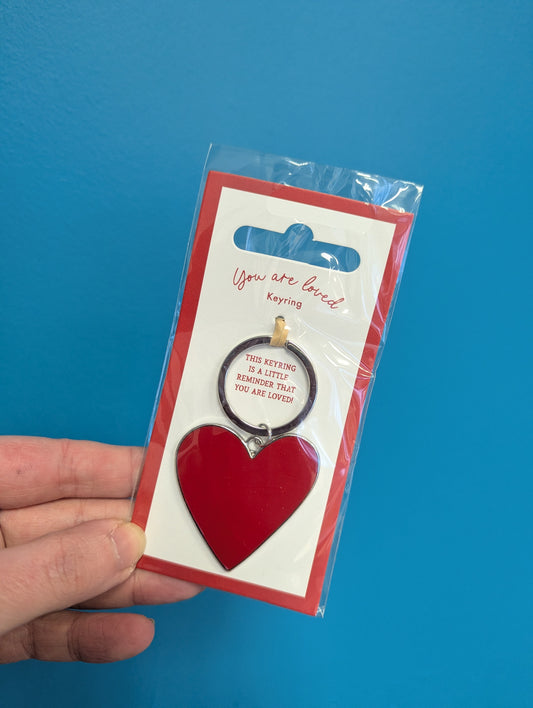 You are loved
Keyring
THIS KEYRING
IS A LITTLE
REMINDER THAT
YOU ARE LOVED!